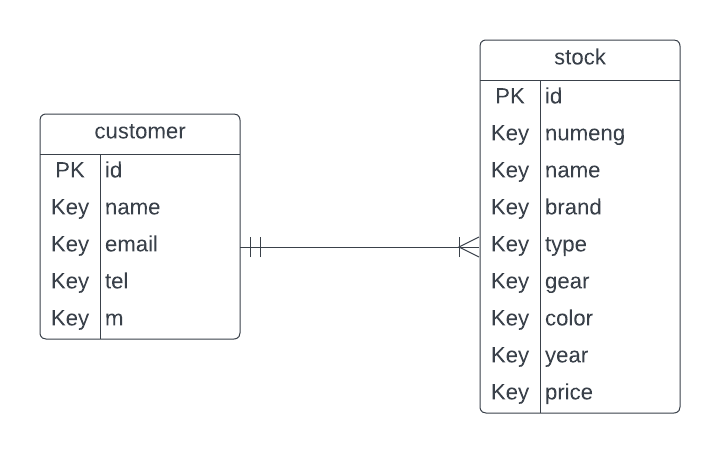 customer
PK id
Key name
Key email
Key tel
Key m
stock
PK id
Key numeng
Key name
Key brand
Key type
Key gear
Key color
Key year
Key price